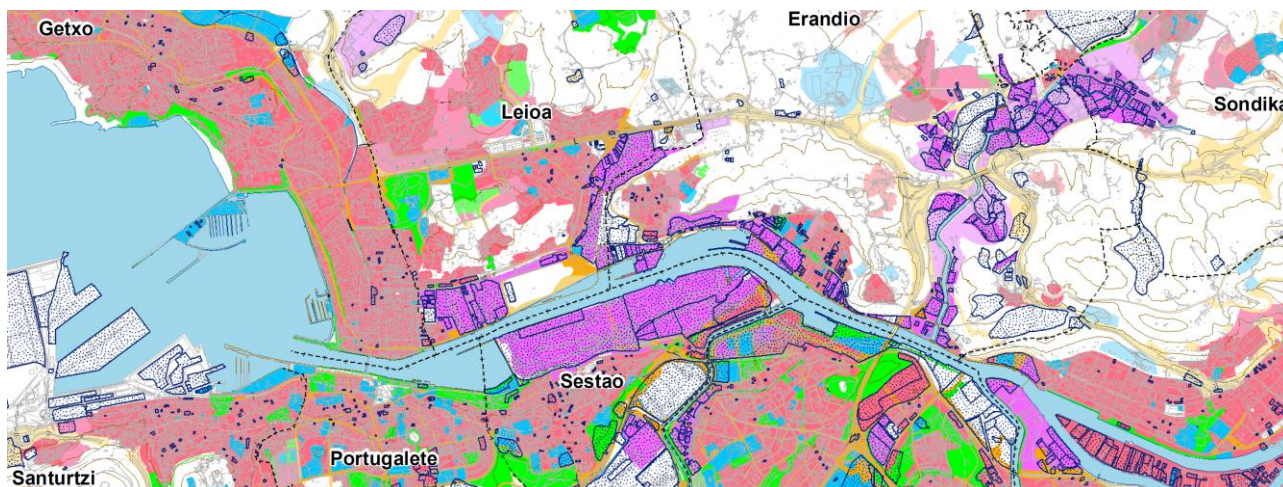 Getxo
Erandio
Leioa
Sondika
Sestao
Portugalete
Santurtzi